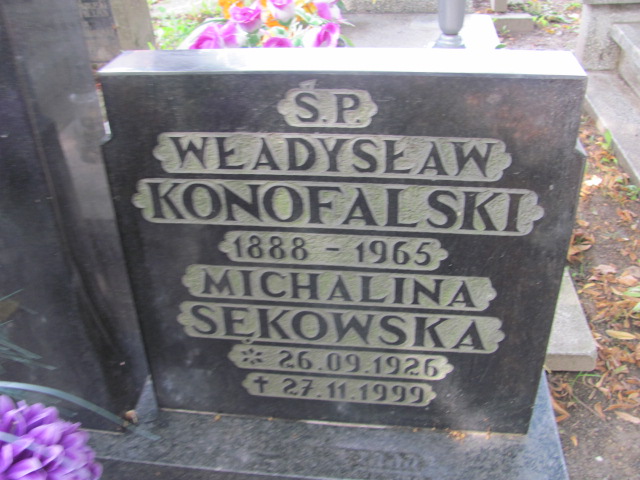 Ś.P.
WŁADYSŁAW
KONOFALSKI
1888 - 1965
MICHALINA
SĘKOWSKA
* 26.09.1926
✝ 27.11.1999